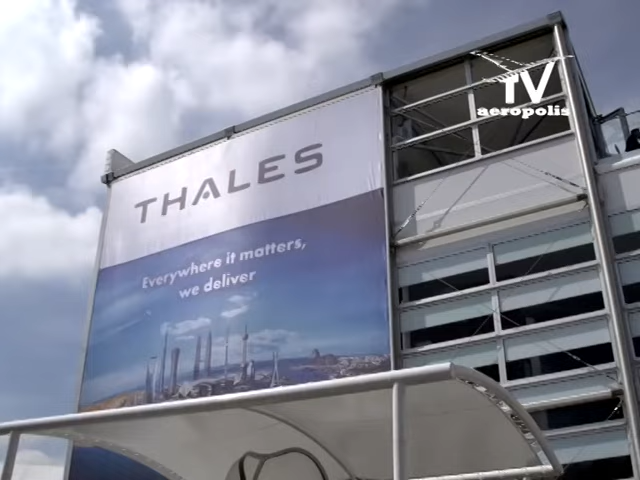 TV
aeropolis
THALES
Everywhere it matters,
we deliver